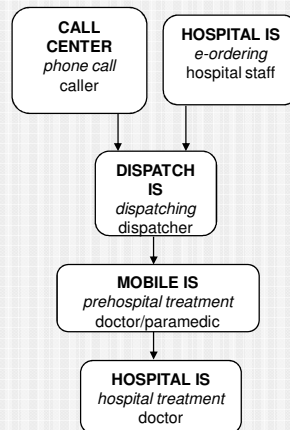 CALL
CENTER
phone call
caller
HOSPITAL IS
e-ordering
hospital staff
DISPATCH
IS
dispatching
dispatcher
MOBILE IS
prehospital treatment
doctor/paramedic
HOSPITAL IS
hospital treatment
doctor